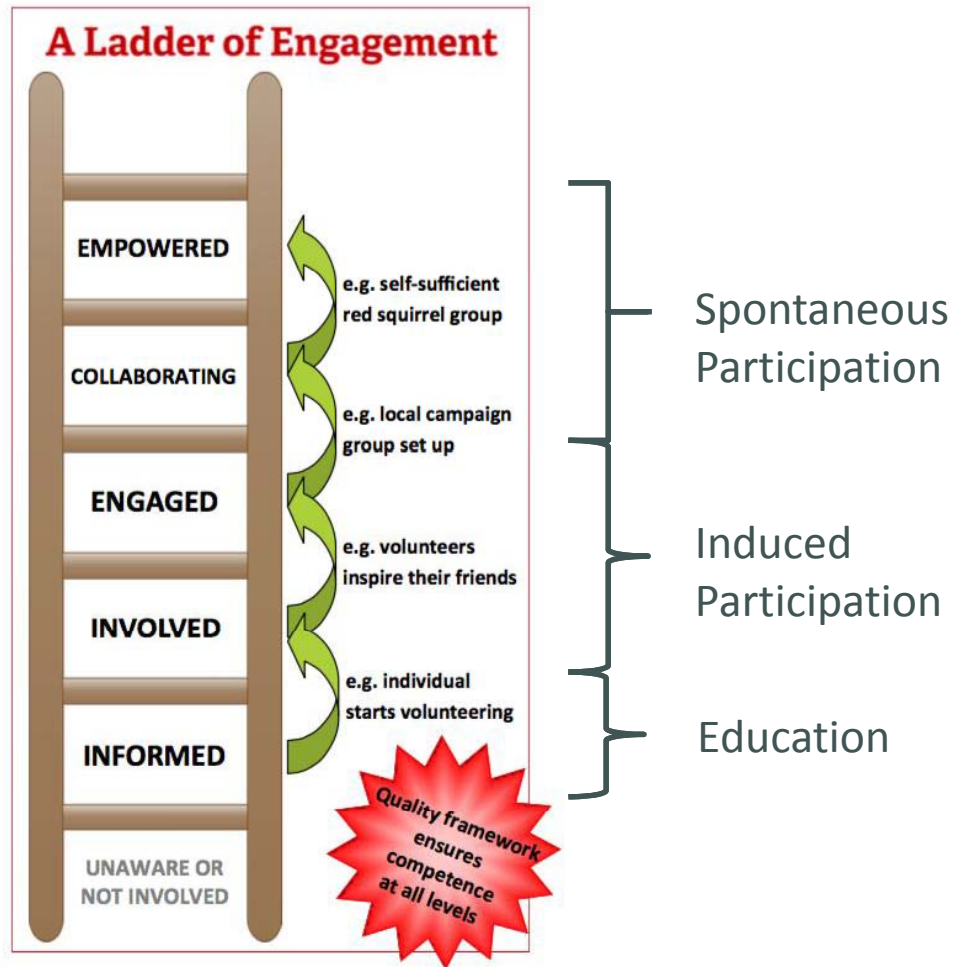 A Ladder of Engagement
EMPOWERED
e.g. self-sufficient
red squirrel group
COLLABORATING
e.g. local campaign
group set up
ENGAGED
e.g. volunteers
inspire their friends
INVOLVED
e.g. individual
starts volunteering
INFORMED
UNAWARE OR
NOT INVOLVED
Quality framework
ensures
competence
at all levels
Spontaneous
Participation
Induced
Participation
Education